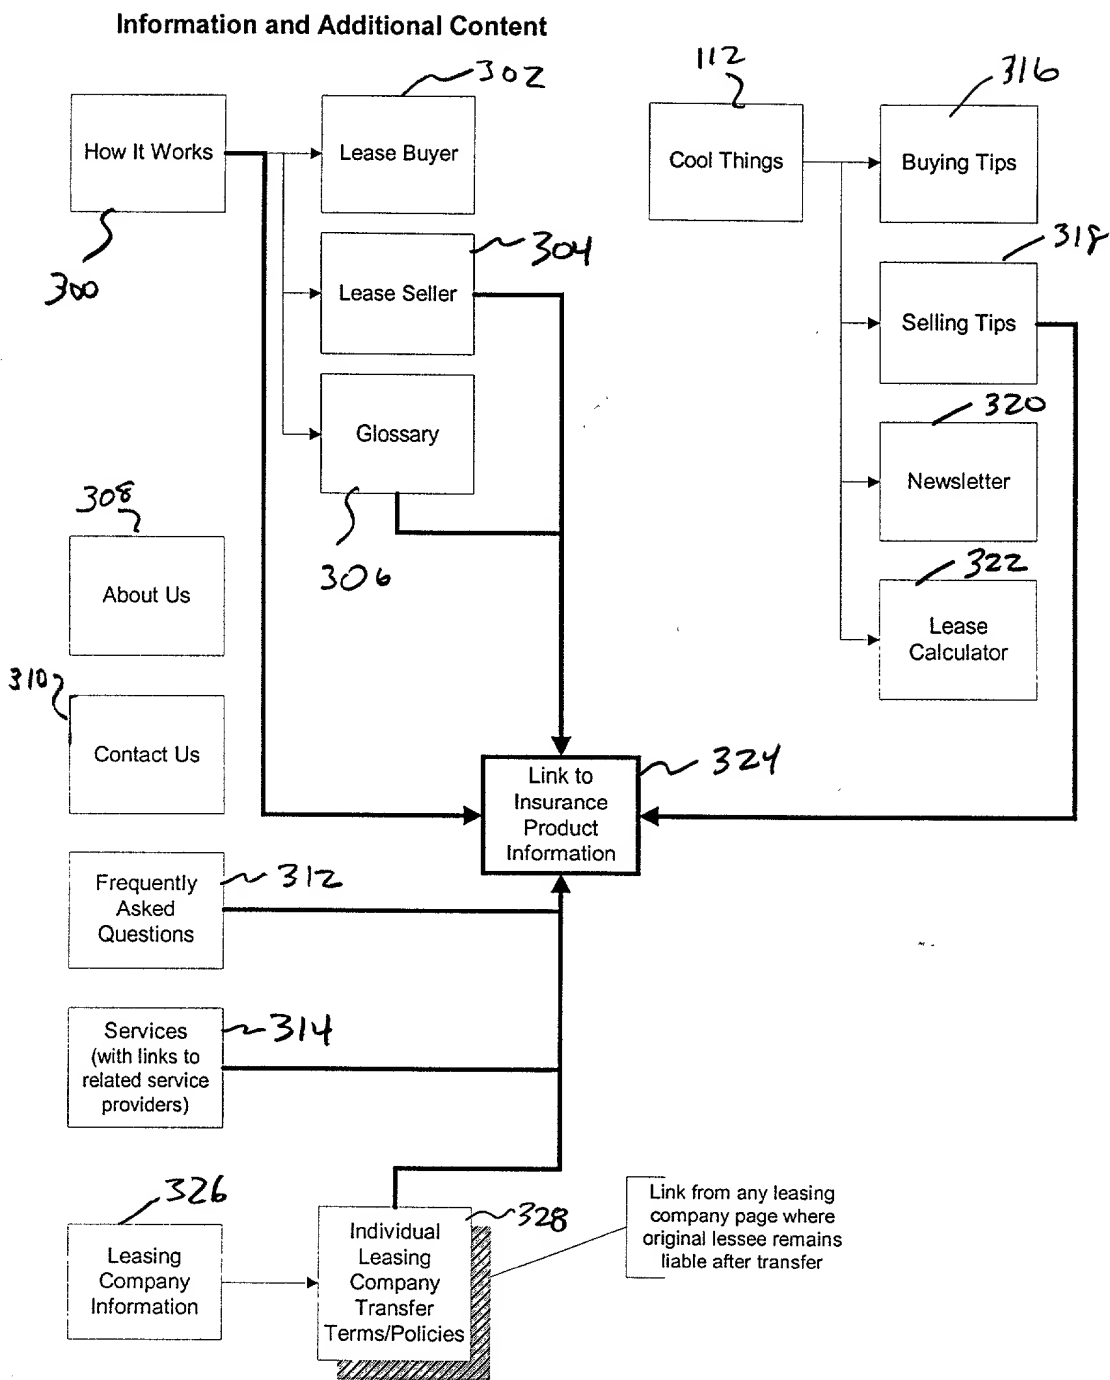 Information and Additional Content
302
112
316
How It Works
Lease Buyer
Cool Things
Buying Tips
300
304
318
Lease Seller
Selling Tips
320
Glossary
Newsletter
308
306
322
About Us
Lease
Calculator
310
Contact Us
324
Link to
Insurance
Product
Information
312
Frequently
Asked
Questions
314
Services
(with links to
related service
providers)
326
328
Link from any leasing
company page where
original lessee remains
liable after transfer
Leasing
Company
Information
Individual
Leasing
Company
Transfer
Terms/Policies